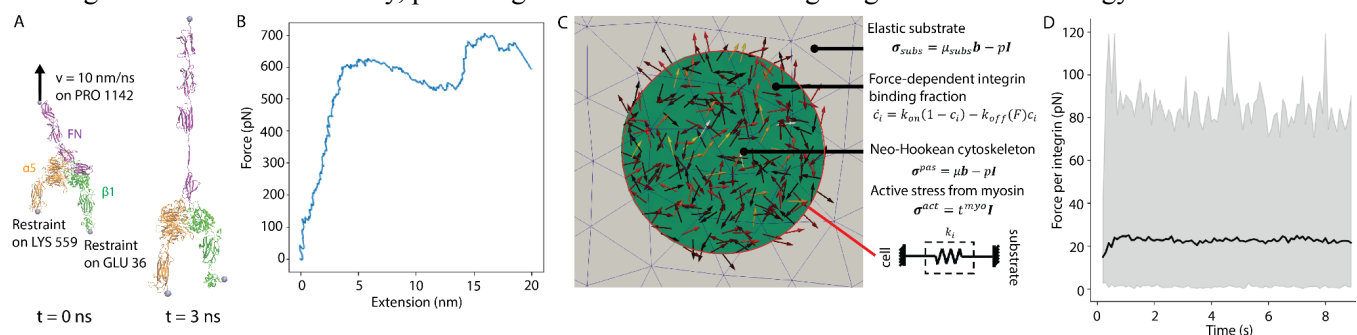 A
v = 10 nm/ns
on PRO 1142
FN
α5
β1
Restraint
on LYS 559
Restraint
on GLU 36
t = 0 ns
t = 3 ns
B
Force (pN)
700
600
500
400
300
200
100
0
0
5
10
15
20
Extension (nm)
C
Elastic substrate
σ_subs = μ_subs b − pI
Force-dependent integrin
binding fraction
ċ_i = k_on(1 − c_i) − k_off(F)c_i
Neo-Hookean cytoskeleton
σ^pas = μb − pI
Active stress from myosin
σ^act = t^myo I
k_i
cell
substrate
D
Force per integrin (pN)
120
100
80
60
40
20
0
0
2
4
6
8
Time (s)